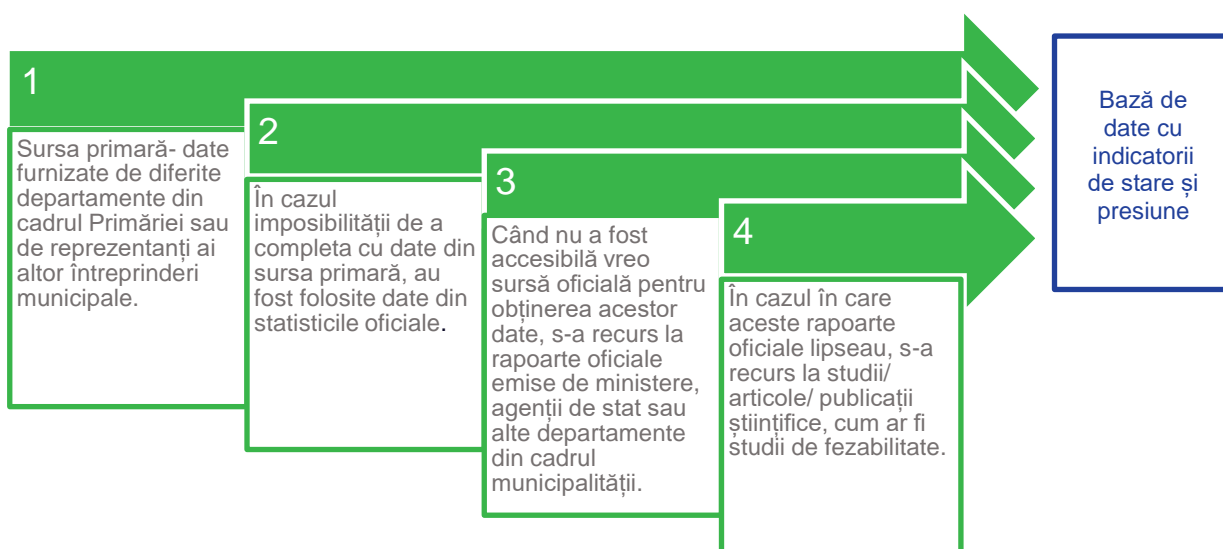 1
Sursa primară- date
furnizate de diferite
departamente din
cadrul Primăriei sau
de reprezentanți ai
altor întreprinderi
municipale.
2
În cazul
imposibilității de a
completa cu date din
sursa primară, au
fost folosite date din
statisticile oficiale.
3
Când nu a fost
accesibilă vreo
sursă oficială pentru
obținerea acestor
date, s-a recurs la
rapoarte oficiale
emise de ministere,
agenții de stat sau
alte departamente
din cadrul
municipalității.
4
În cazul în care
aceste rapoarte
oficiale lipseau, s-a
recurs la studii/
articole/ publicații
științifice, cum ar fi
studii de fezabilitate.
Bază de
date cu
indicatorii
de stare și
presiune